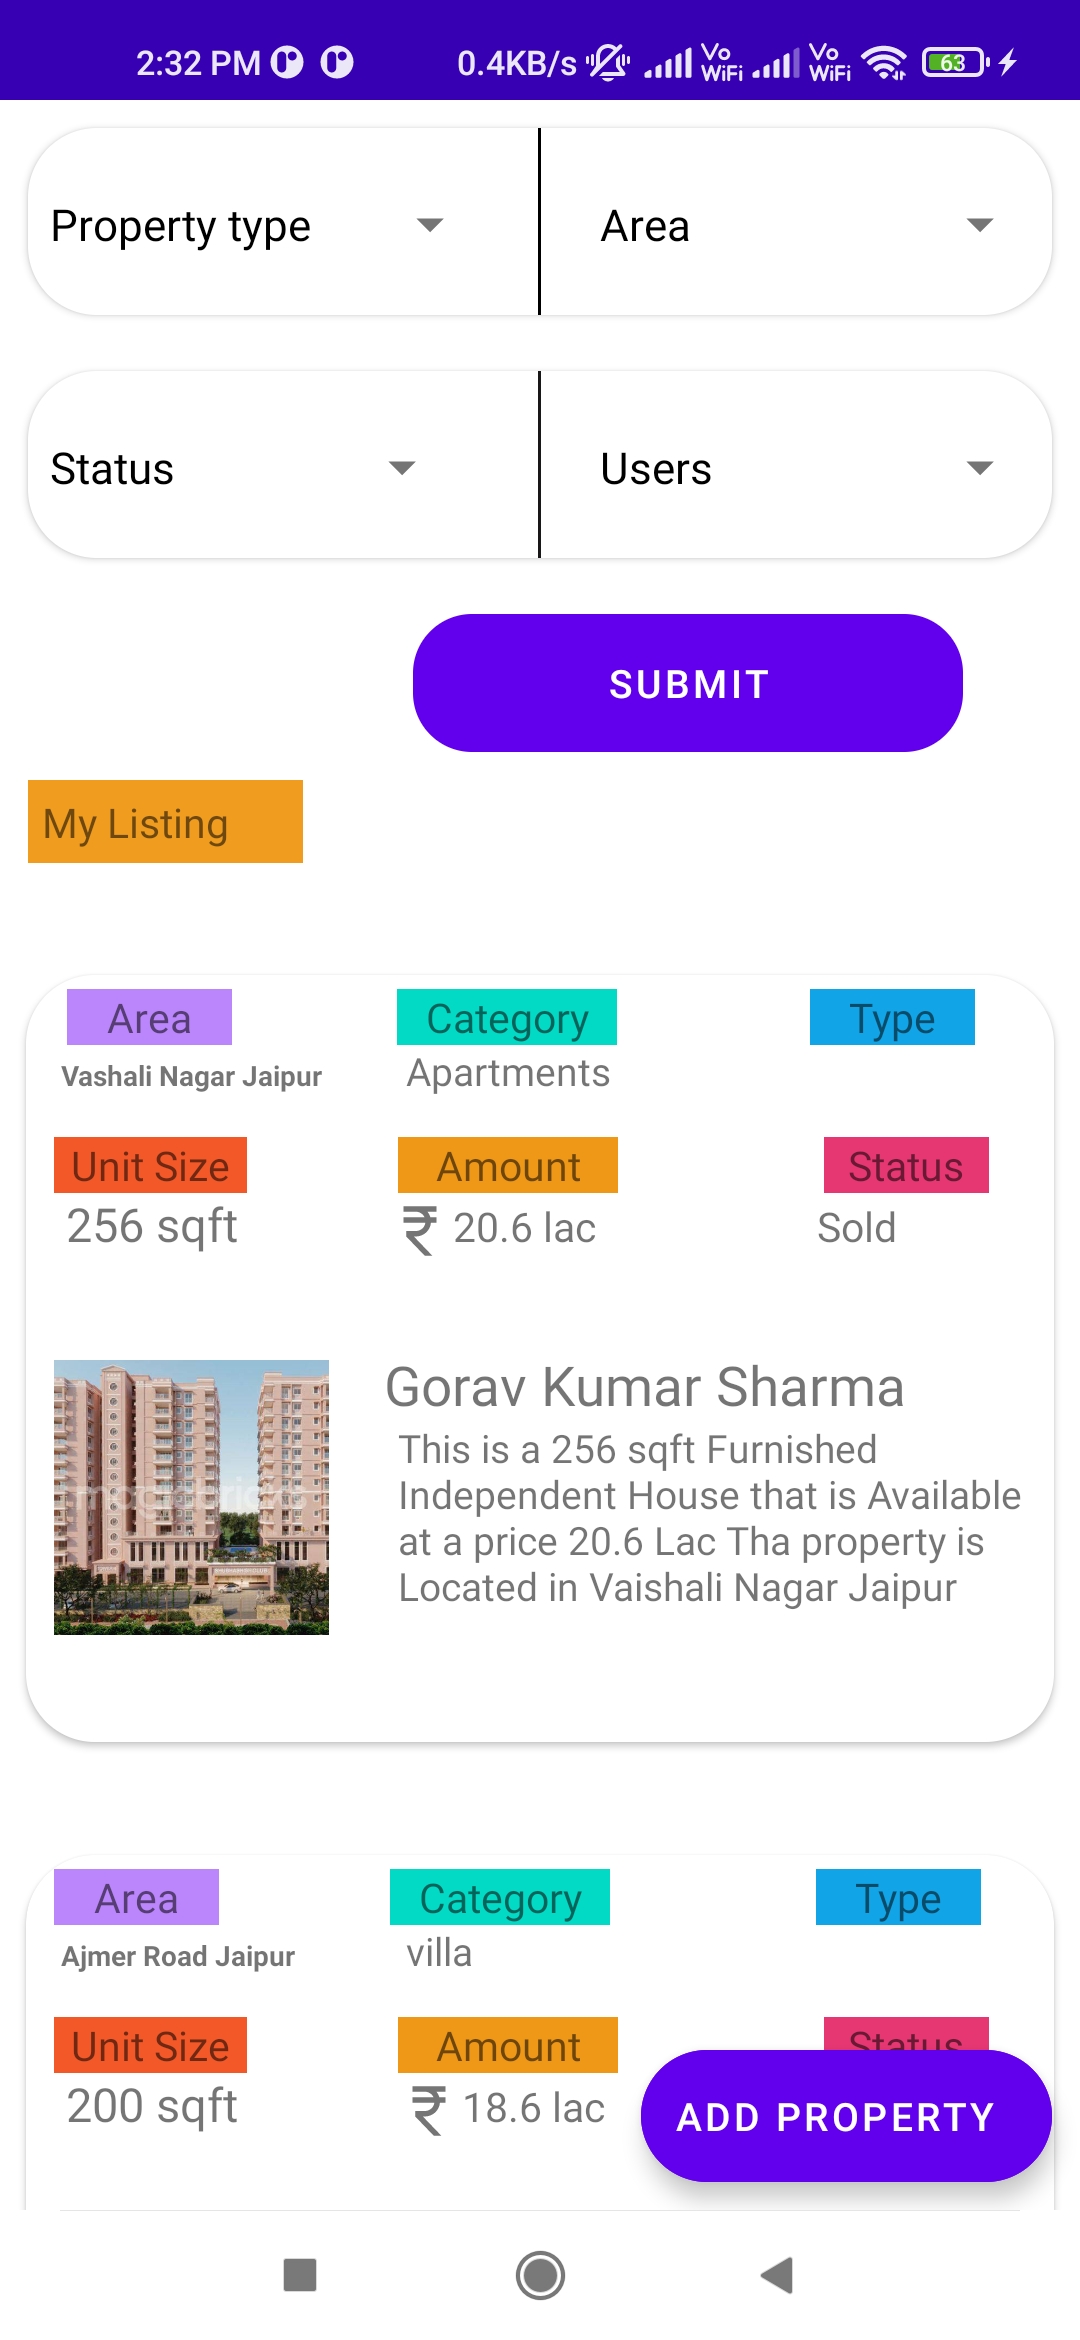 2:32 PM 0.4KB/s Vo WiFi Vo WiFi 63
Property type Area
Status Users
SUBMIT
My Listing
Area Category Type
Vashali Nagar Jaipur Apartments
Unit Size Amount Status
256 sqft ₹ 20.6 lac Sold
Gorav Kumar Sharma
This is a 256 sqft Furnished
Independent House that is Available
at a price 20.6 Lac Tha property is
Located in Vaishali Nagar Jaipur
Area Category Type
Ajmer Road Jaipur villa
Unit Size Amount Status
200 sqft ₹ 18.6 lac
ADD PROPERTY